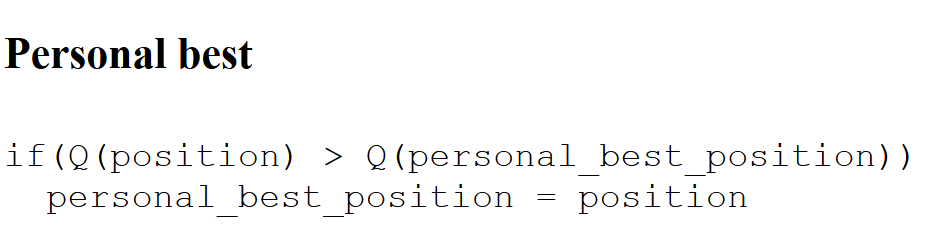 Personal best
if(Q(position) > Q(personal_best_position))
personal_best_position = position